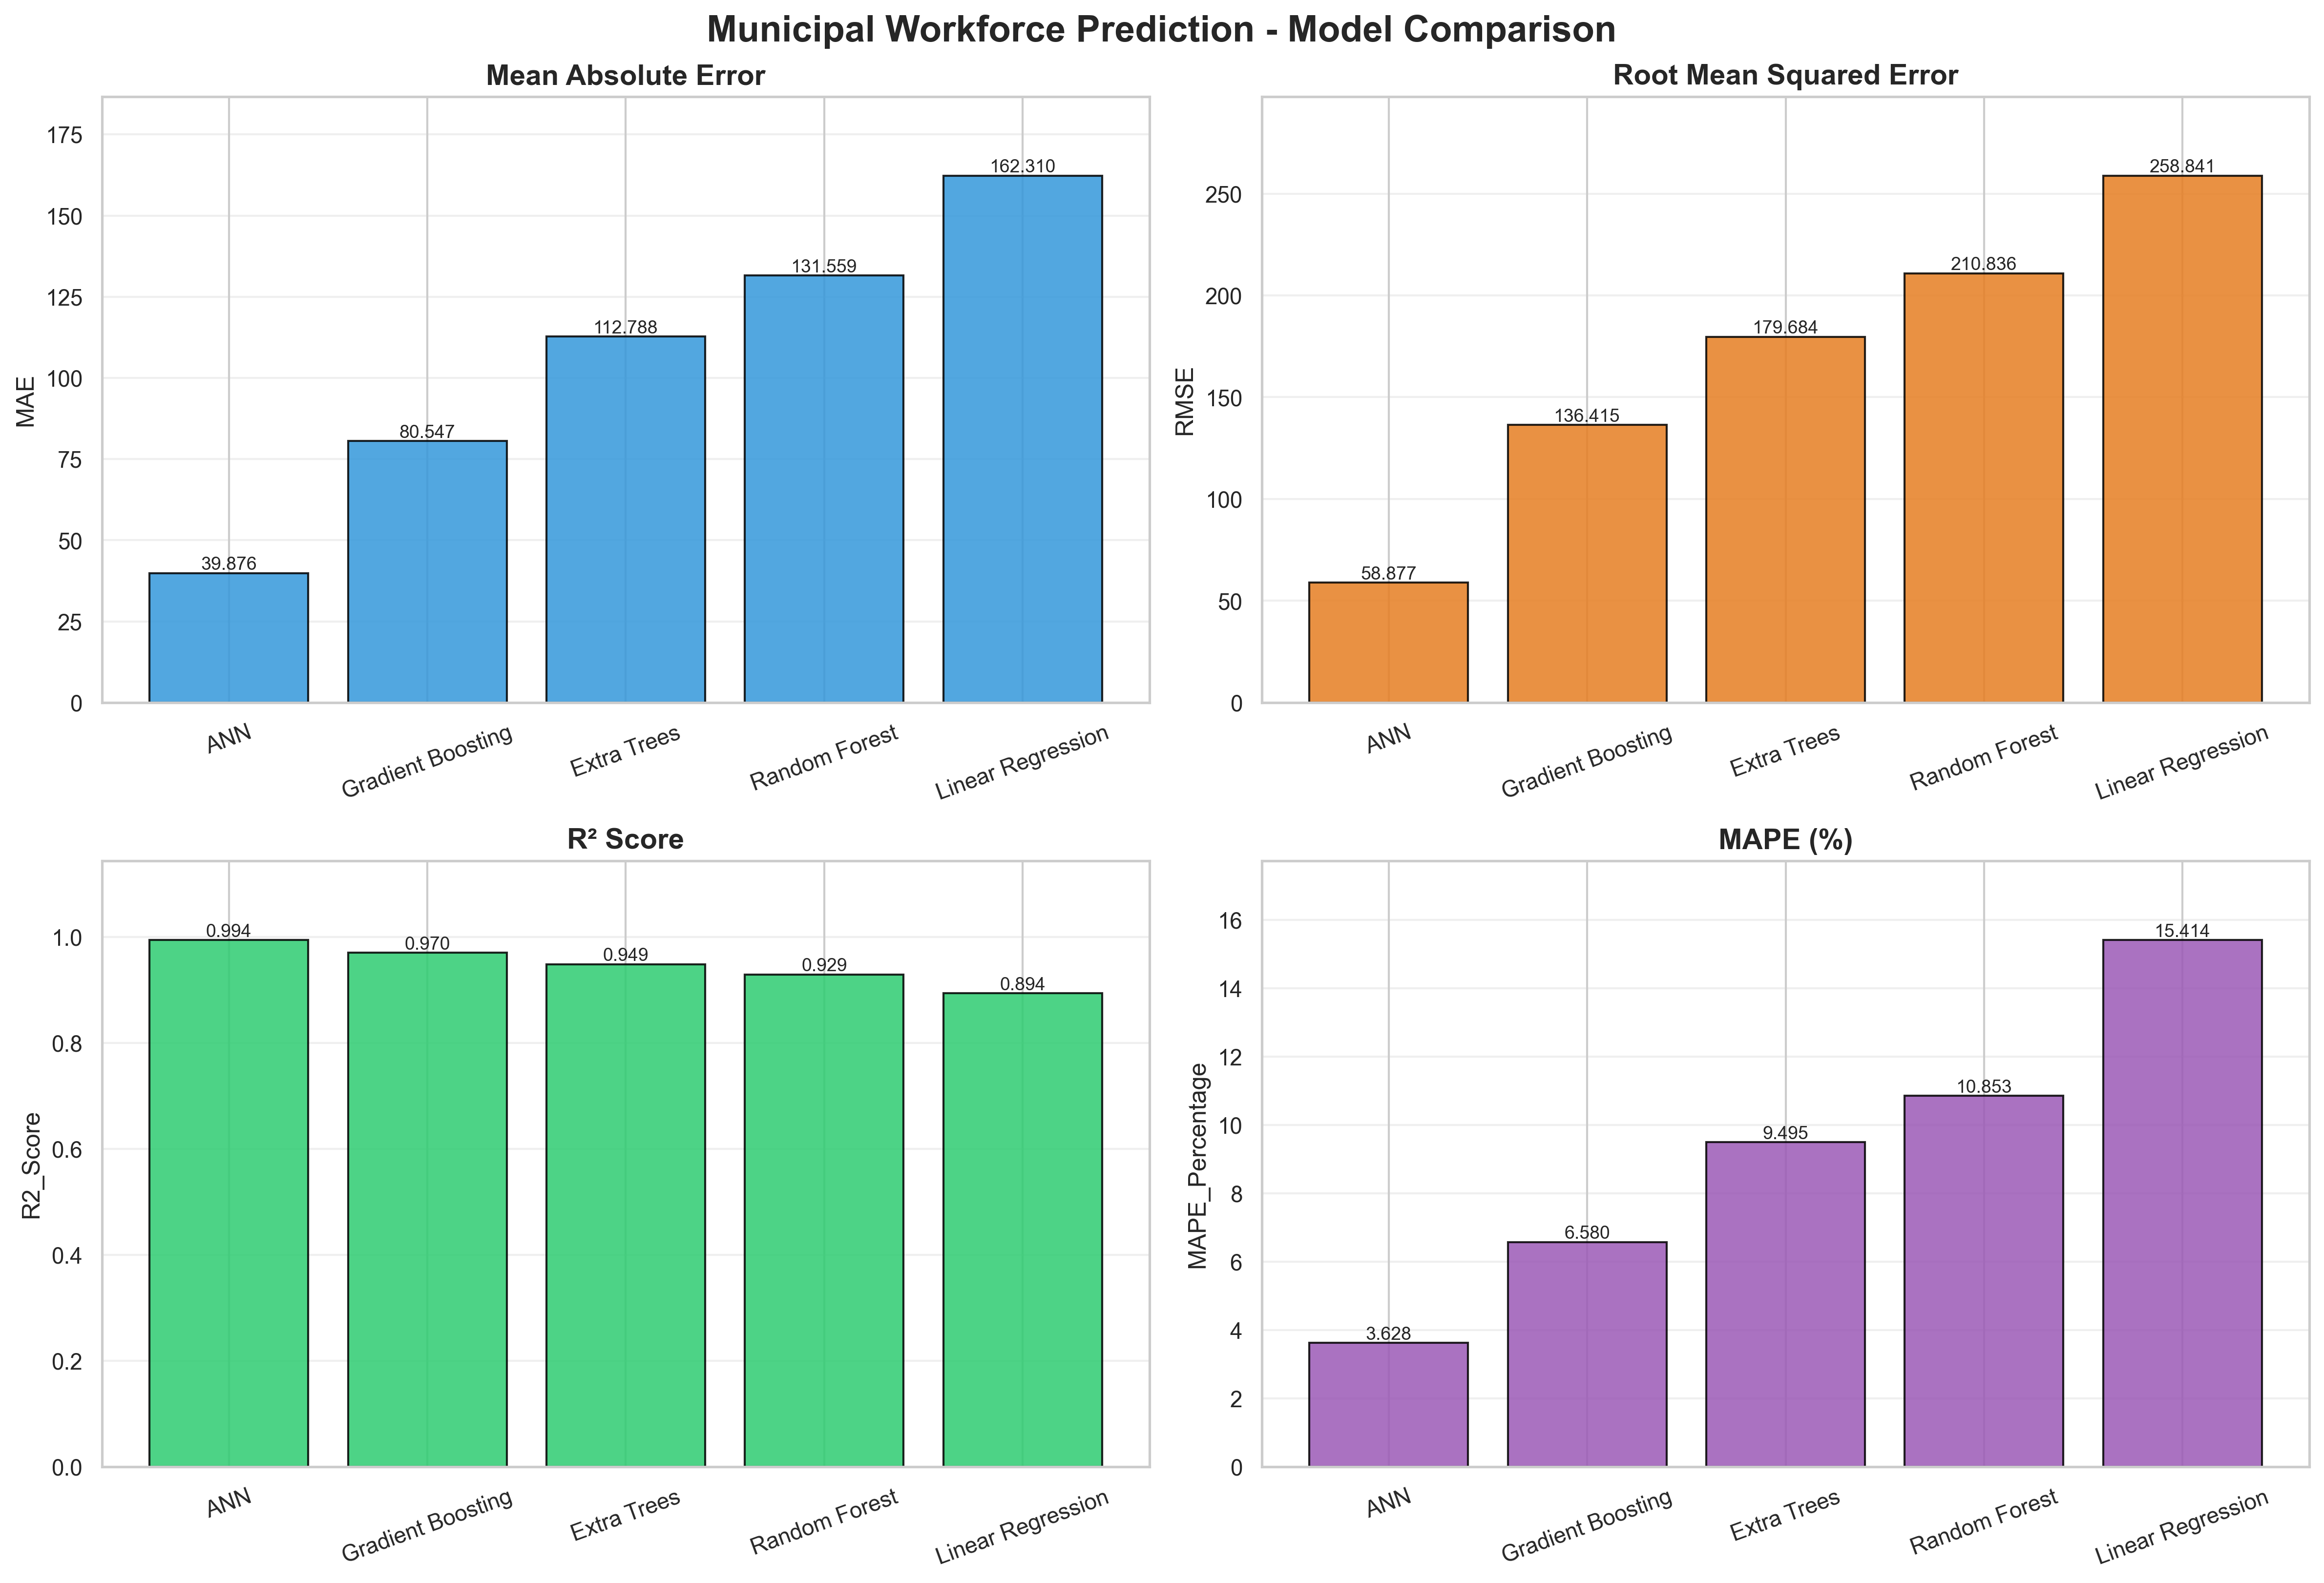 Municipal Workforce Prediction - Model Comparison
Mean Absolute Error
MAE
175
150
125
100
75
50
25
0
39.876
80.547
112.788
131.559
162.310
ANN
Gradient Boosting
Extra Trees
Random Forest
Linear Regression
Root Mean Squared Error
RMSE
250
200
150
100
50
0
58.877
136.415
179.684
210.836
258.841
ANN
Gradient Boosting
Extra Trees
Random Forest
Linear Regression
R² Score
R2_Score
1.0
0.8
0.6
0.4
0.2
0.0
0.994
0.970
0.949
0.929
0.894
ANN
Gradient Boosting
Extra Trees
Random Forest
Linear Regression
MAPE (%)
MAPE_Percentage
16
14
12
10
8
6
4
2
0
3.628
6.580
9.495
10.853
15.414
ANN
Gradient Boosting
Extra Trees
Random Forest
Linear Regression